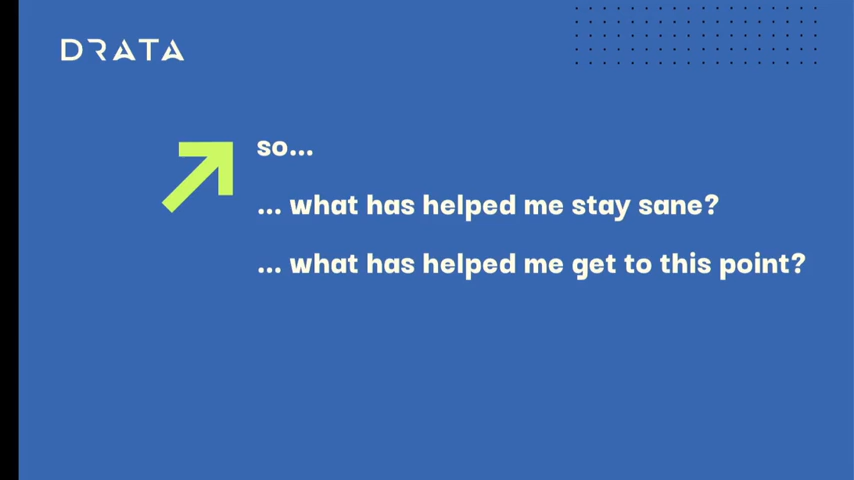 DRATA
so...
... what has helped me stay sane?
... what has helped me get to this point?